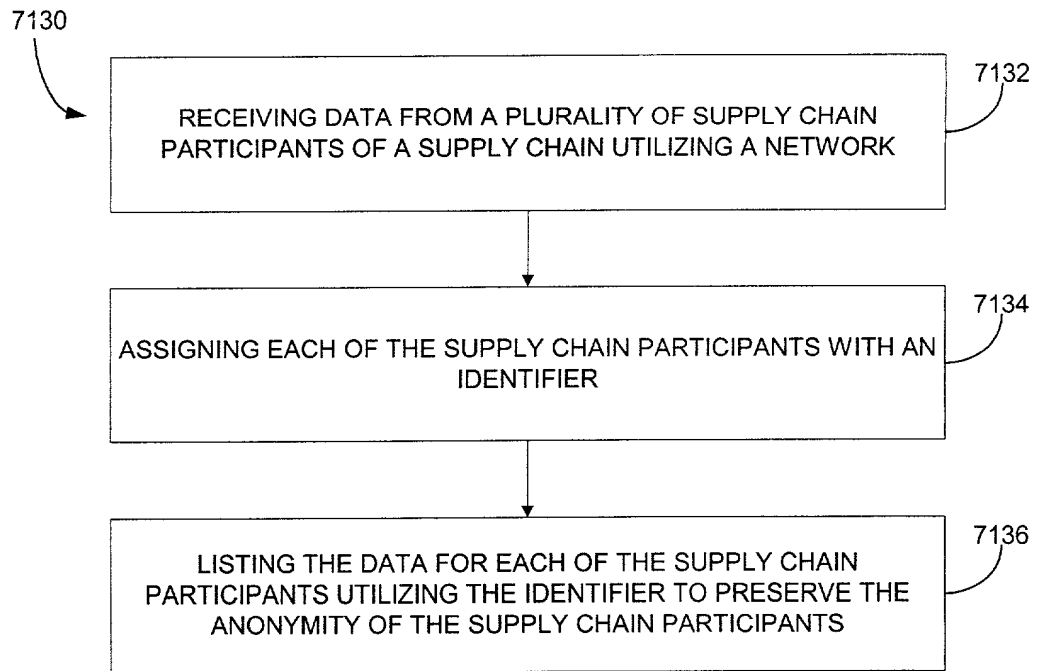 7130
7132
RECEIVING DATA FROM A PLURALITY OF SUPPLY CHAIN
PARTICIPANTS OF A SUPPLY CHAIN UTILIZING A NETWORK
7134
ASSIGNING EACH OF THE SUPPLY CHAIN PARTICIPANTS WITH AN
IDENTIFIER
7136
LISTING THE DATA FOR EACH OF THE SUPPLY CHAIN
PARTICIPANTS UTILIZING THE IDENTIFIER TO PRESERVE THE
ANONYMITY OF THE SUPPLY CHAIN PARTICIPANTS